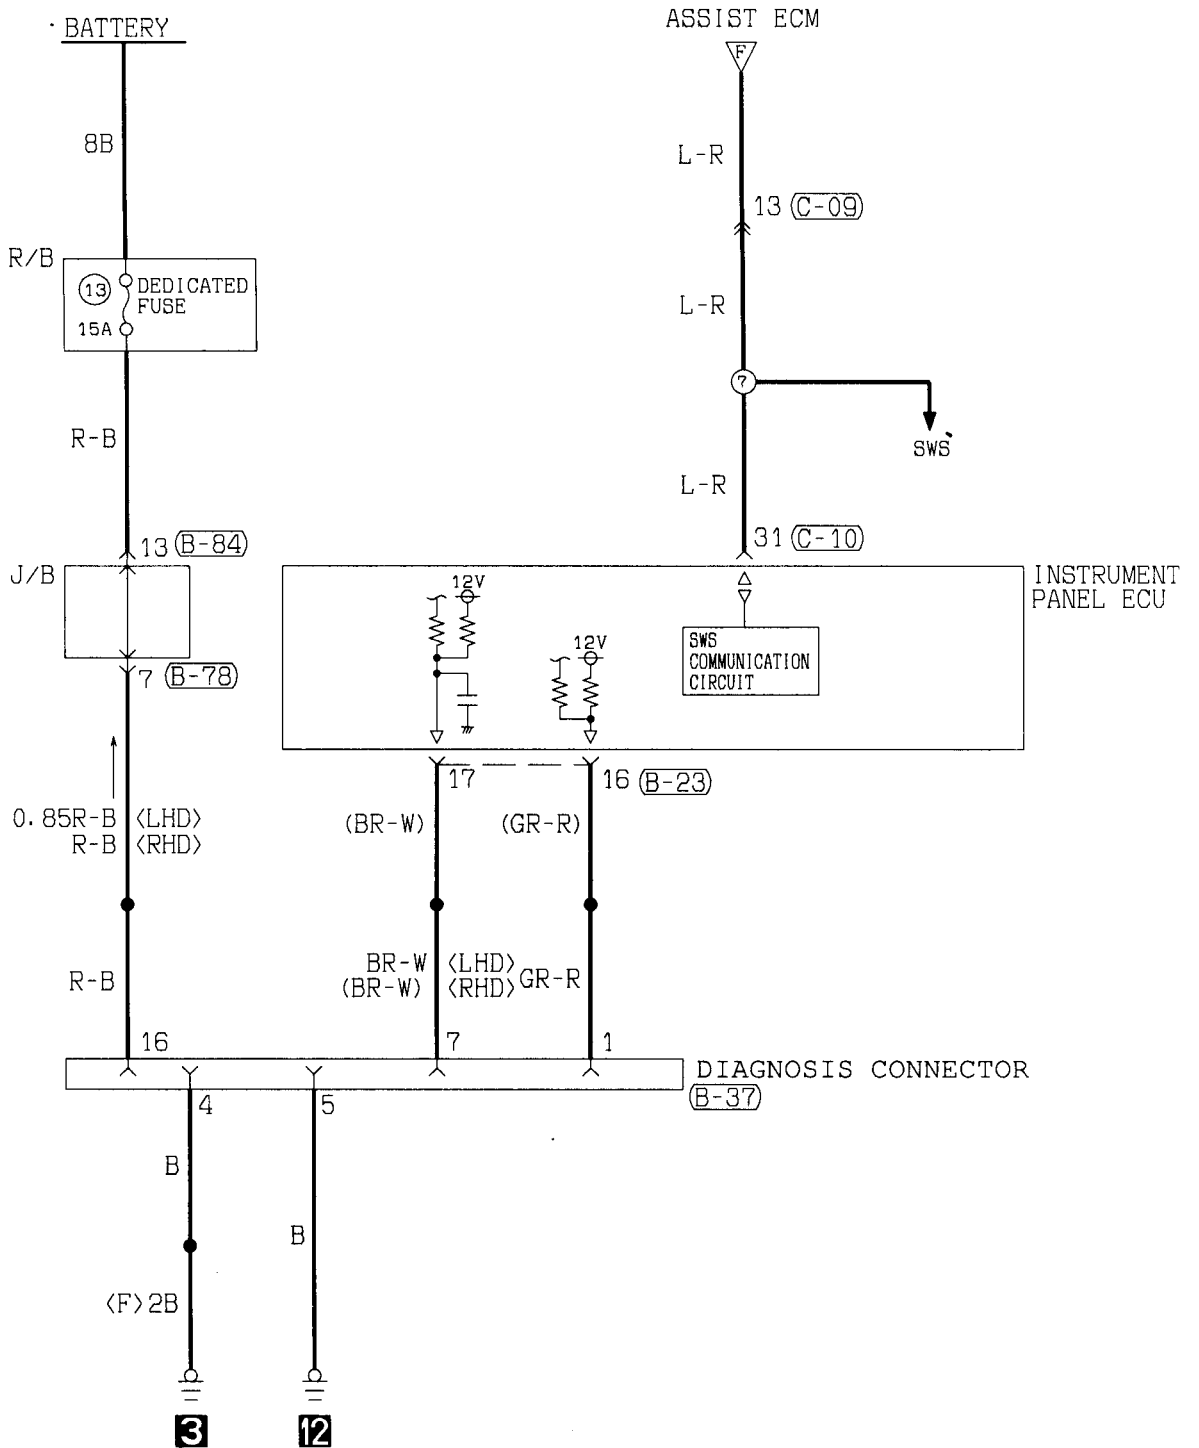 BATTERY
ASSIST ECM
F
8B
L-R
13 (C-09)
R/B
13
DEDICATED
FUSE
15A
L-R
7
R-B
SWS
L-R
13 (B-84)
31 (C-10)
J/B
INSTRUMENT
PANEL ECU
12V
12V
SWS
COMMUNICATION
CIRCUIT
7 (B-78)
17
16 (B-23)
0.85R-B <LHD>
R-B <RHD>
(BR-W)
(GR-R)
R-B
BR-W <LHD>
(BR-W) <RHD>
GR-R
16
7
1
DIAGNOSIS CONNECTOR
(B-37)
4
5
B
B
<F>2B
3
12